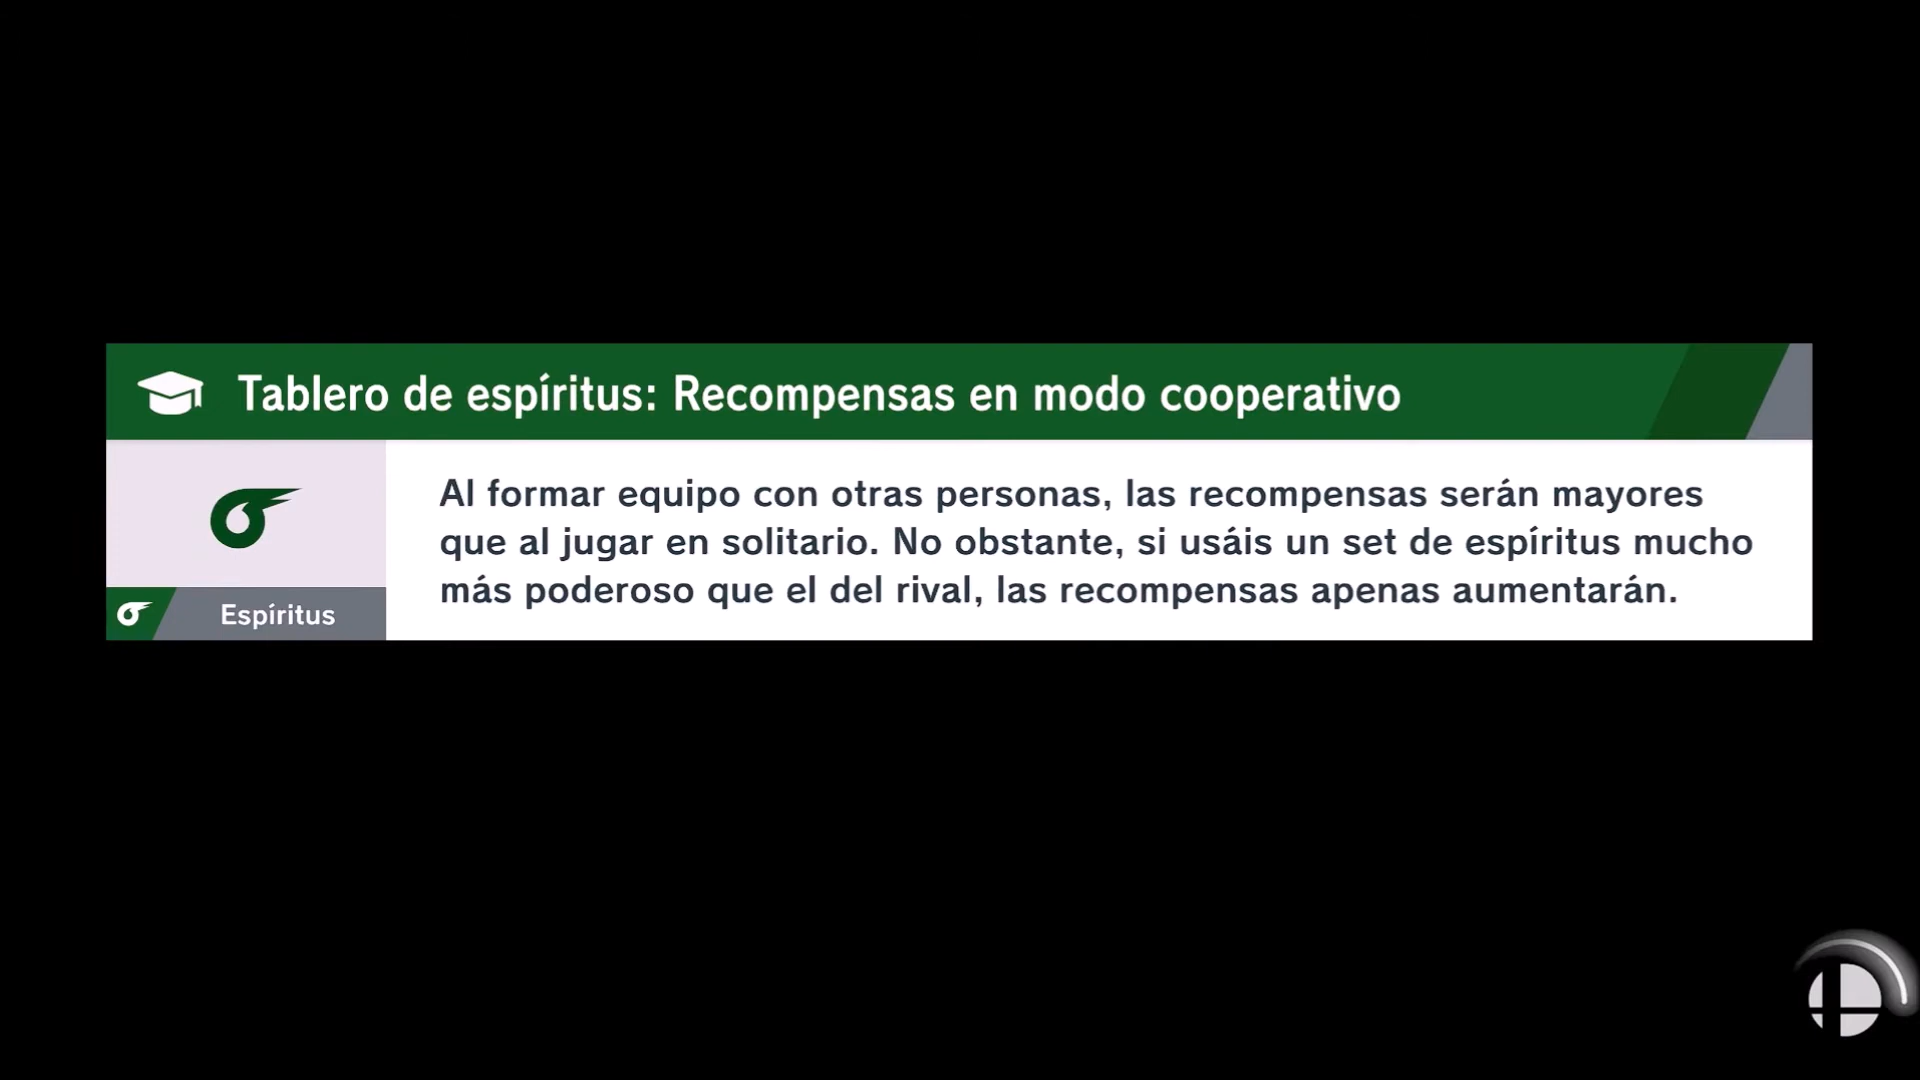 Tablero de espíritus: Recompensas en modo cooperativo
Al formar equipo con otras personas, las recompensas serán mayores
que al jugar en solitario. No obstante, si usáis un set de espíritus mucho
más poderoso que el del rival, las recompensas apenas aumentarán.
Espíritus